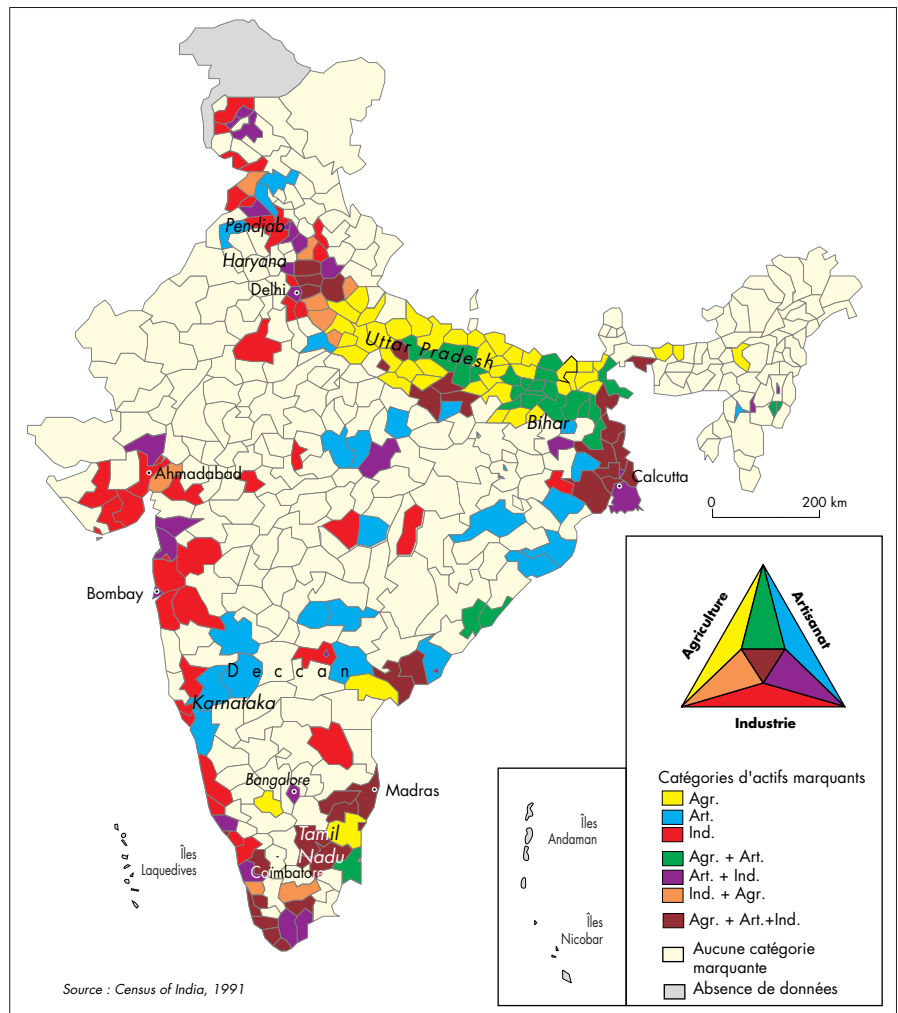 Pendjab
Haryana
Delhi
Uttar Pradesh
Bihar
Ahmadabad
Calcutta
0 200 km
Bombay
Deccan
Karnataka
Bangalore
Madras
Tamil
Nadu
Coimbatore
Îles
Laquedives
Îles
Andaman
Îles
Nicobar
Agriculture
Artisanat
Industrie
Catégories d'actifs marquants
Agr.
Art.
Ind.
Agr. + Art.
Art. + Ind.
Ind. + Agr.
Agr. + Art.+Ind.
Aucune catégorie
marquante
Absence de données
Source : Census of India, 1991